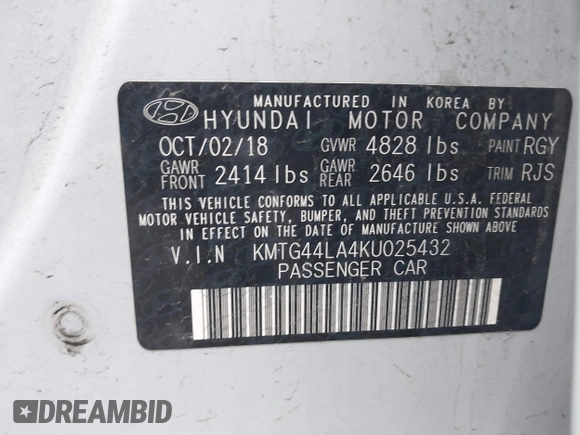 MANUFACTURED IN KOREA BY
HYUNDAI MOTOR COMPANY
OCT/02/18 GVWR 4828 lbs PAINT RGY
GAWR FRONT 2414 lbs GAWR REAR 2646 lbs TRIM RJS
THIS VEHICLE CONFORMS TO ALL APPLICABLE U.S.A. FEDERAL
MOTOR VEHICLE SAFETY, BUMPER, AND THEFT PREVENTION
STANDARDS IN EFFECT ON THE DATE OF MANUFACTURE SHOWN ABOVE
V.I.N KMTG44LA4KU025432
PASSENGER CAR
DREAMBID